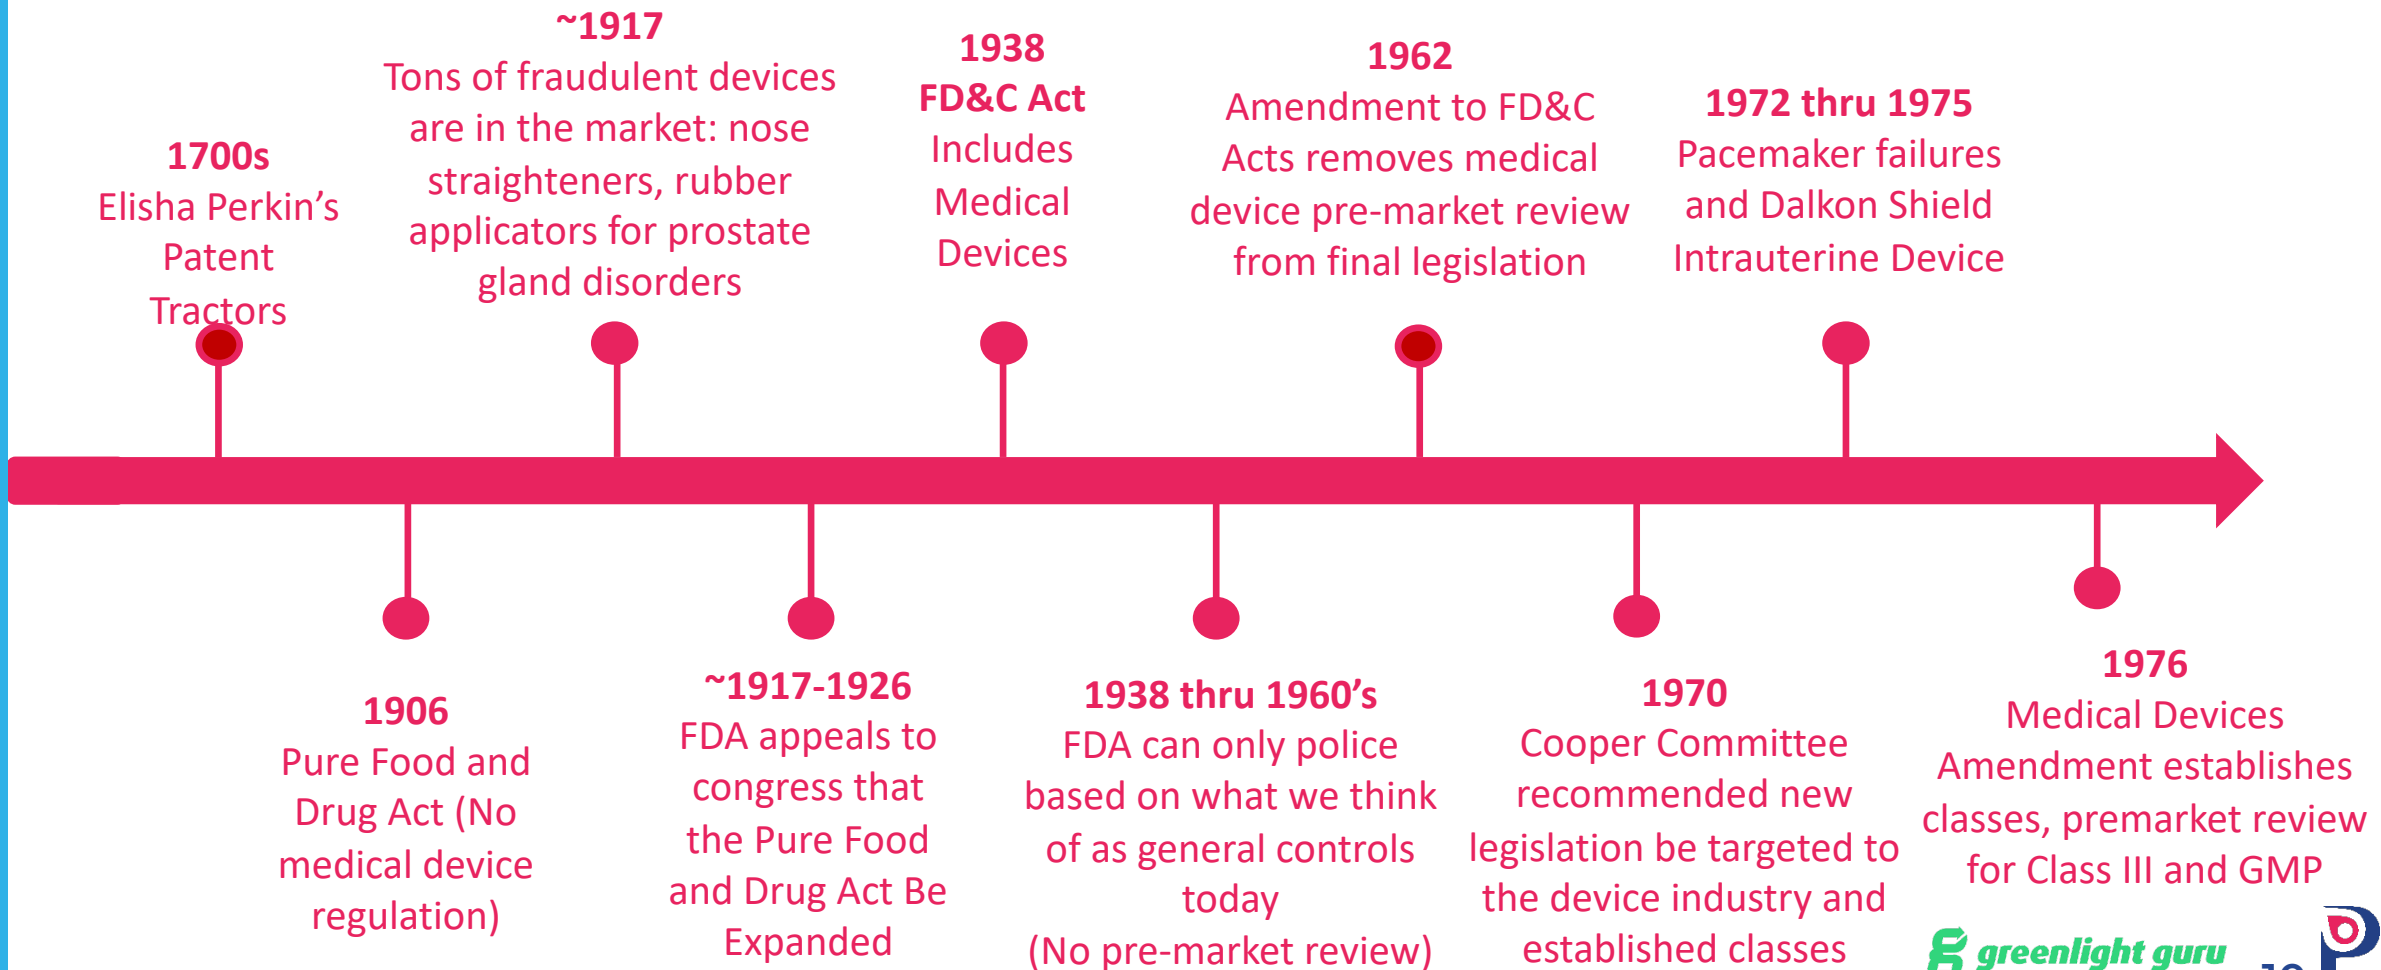 1700s
Elisha Perkin’s
Patent
Tractors
~1917
Tons of fraudulent devices
are in the market: nose
straighteners, rubber
applicators for prostate
gland disorders
1938
FD&C Act
Includes
Medical
Devices
1962
Amendment to FD&C
Acts removes medical
device pre-market review
from final legislation
1972 thru 1975
Pacemaker failures
and Dalkon Shield
Intrauterine Device
1906
Pure Food and
Drug Act (No
medical device
regulation)
~1917-1926
FDA appeals to
congress that
the Pure Food
and Drug Act Be
Expanded
1938 thru 1960’s
FDA can only police
based on what we think
of as general controls
today
(No pre-market review)
1970
Cooper Committee
recommended new
legislation be targeted to
the device industry and
established classes
1976
Medical Devices
Amendment establishes
classes, premarket review
for Class III and GMP
greenlight guru